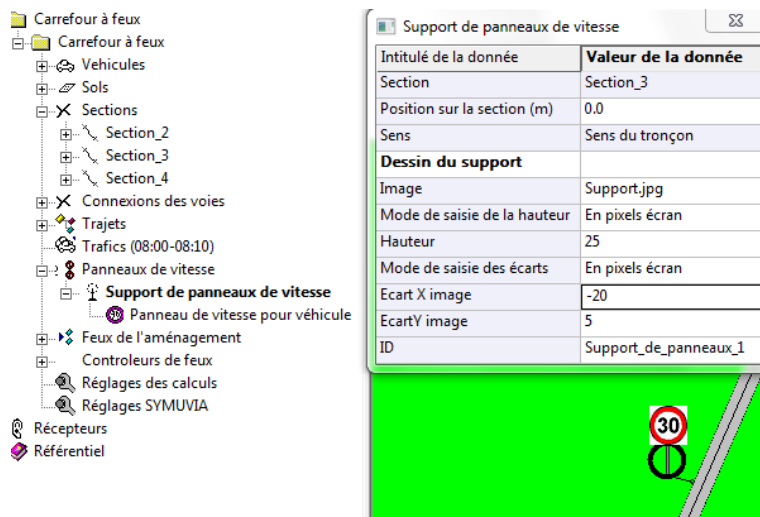 Carrefour à feux
Carrefour à feux
Vehicules
Sols
Sections
Section_2
Section_3
Section_4
Connexions des voies
Trajets
Trafics (08:00-08:10)
Panneaux de vitesse
Support de panneaux de vitesse
Panneau de vitesse pour véhicule
Feux de l'aménagement
Controleurs de feux
Réglages des calculs
Réglages SYMUVIA
Récepteurs
Référentiel
Support de panneaux de vitesse
Intitulé de la donnée Valeur de la donnée
Section Section_3
Position sur la section (m) 0.0
Sens Sens du tronçon
Dessin du support
Image Support.jpg
Mode de saisie de la hauteur En pixels écran
Hauteur 25
Mode de saisie des écarts En pixels écran
Ecart X image -20
EcartY image 5
ID Support_de_panneaux_1
30